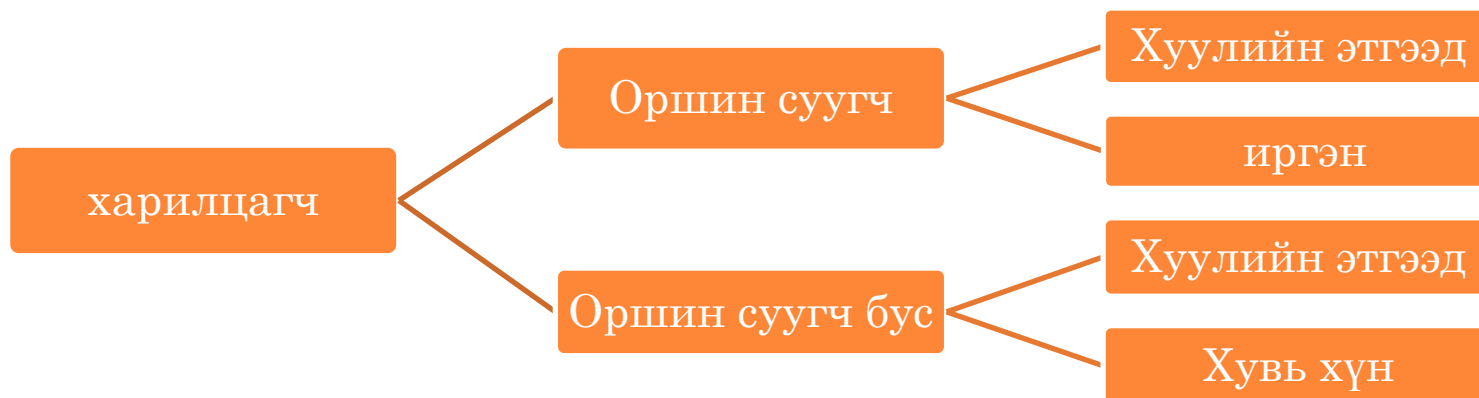 харилцагч
Оршин суугч
Хуулийн этгээд
иргэн
Оршин суугч бус
Хуулийн этгээд
Хувь хүн